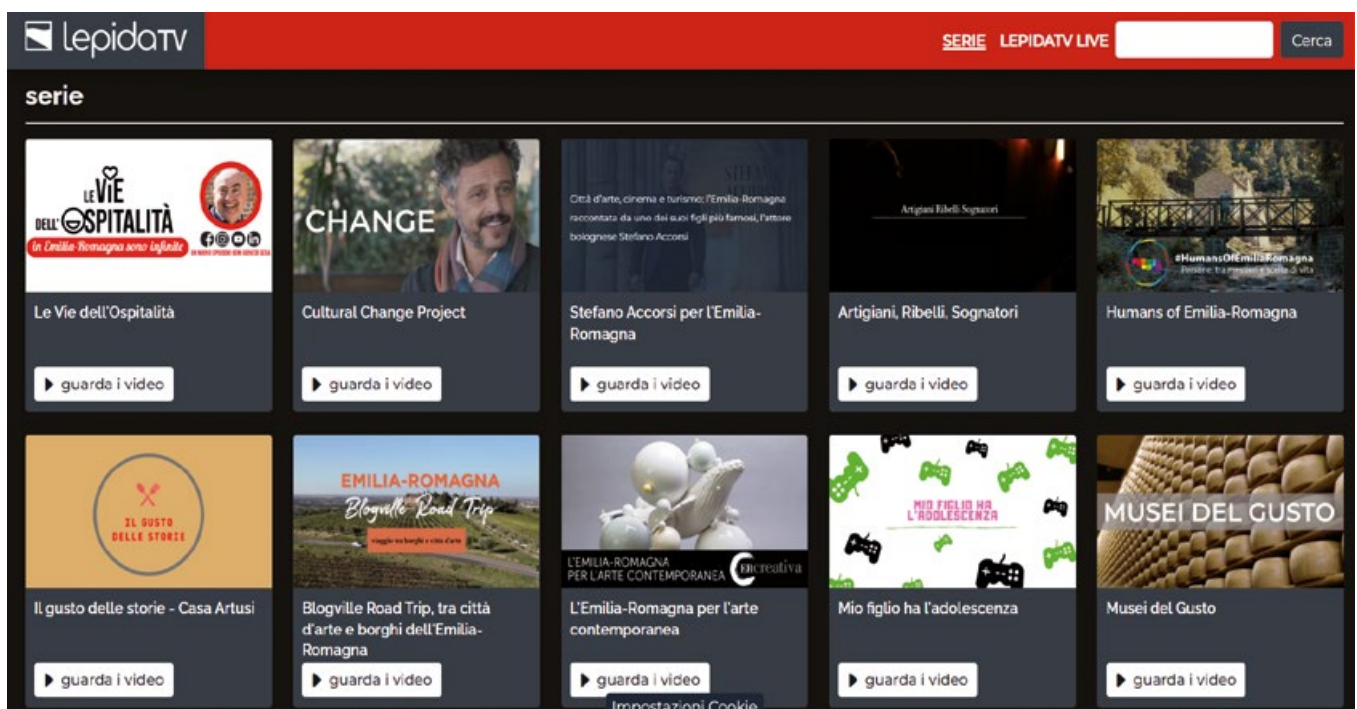 lepidaTV
SERIE LEPIDATV LIVE Cerca
serie
LE VIE
DELL'OSPITALITÀ
in Emilia-Romagna sono infinite
CHANGE
Città d'arte, cinema e turismo: l'Emilia-Romagna
raccontata da uno dei suoi figli più famosi, l'attore
bolognese Stefano Accorsi
Artigiani Ribelli Sognatori
#HumansOfEmiliaRomagna
Le Vie dell'Ospitalità
Cultural Change Project
Stefano Accorsi per l'Emilia-
Romagna
Artigiani, Ribelli, Sognatori
Humans of Emilia-Romagna
guarda i video
guarda i video
guarda i video
guarda i video
guarda i video
IL GUSTO
DELLE STORIE
EMILIA-ROMAGNA
Blogville Road Trip
viaggio tra borghi e città d'arte
L'EMILIA-ROMAGNA
PER L'ARTE CONTEMPORANEA
ERcreativa
MIO FIGLIO HA
L'ADOLESCENZA
MUSEI DEL GUSTO
Il gusto delle storie - Casa Artusi
Blogville Road Trip, tra città
d'arte e borghi dell'Emilia-
Romagna
L'Emilia-Romagna per l'arte
contemporanea
Mio figlio ha l'adolescenza
Musei del Gusto
guarda i video
guarda i video
guarda i video
guarda i video
guarda i video
Impostazioni Cookie